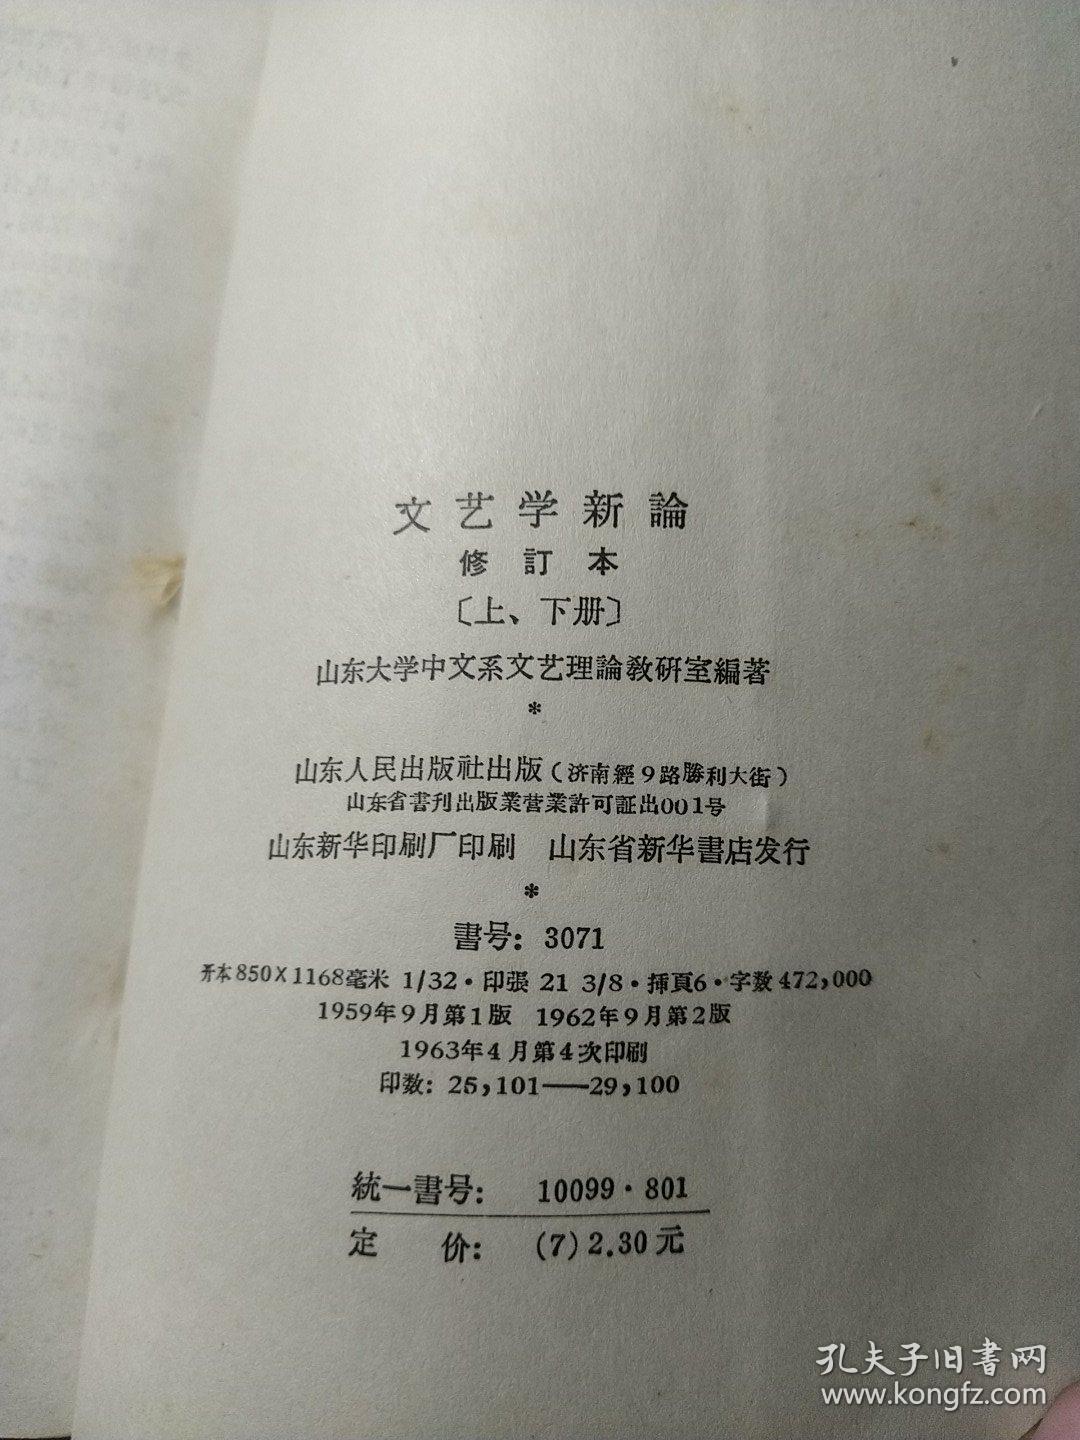 文艺学新論
修訂本
〔上、下册〕
山东大学中文系文艺理論教研室編著
*
山东人民出版社出版（济南經9路勝利大街）
山东省書刊出版業营業許可証出001号
山东新华印刷厂印刷　山东省新华書店发行
*
書号：3071
开本850×1168毫米 1/32·印張 21 3/8·插頁6·字数472,000
1959年9月第1版　1962年9月第2版
1963年4月第4次印刷
印数：25,101——29,100
統一書号：10099·801
定　价：(7)2.30元
孔夫子旧書网
www.kongfz.com